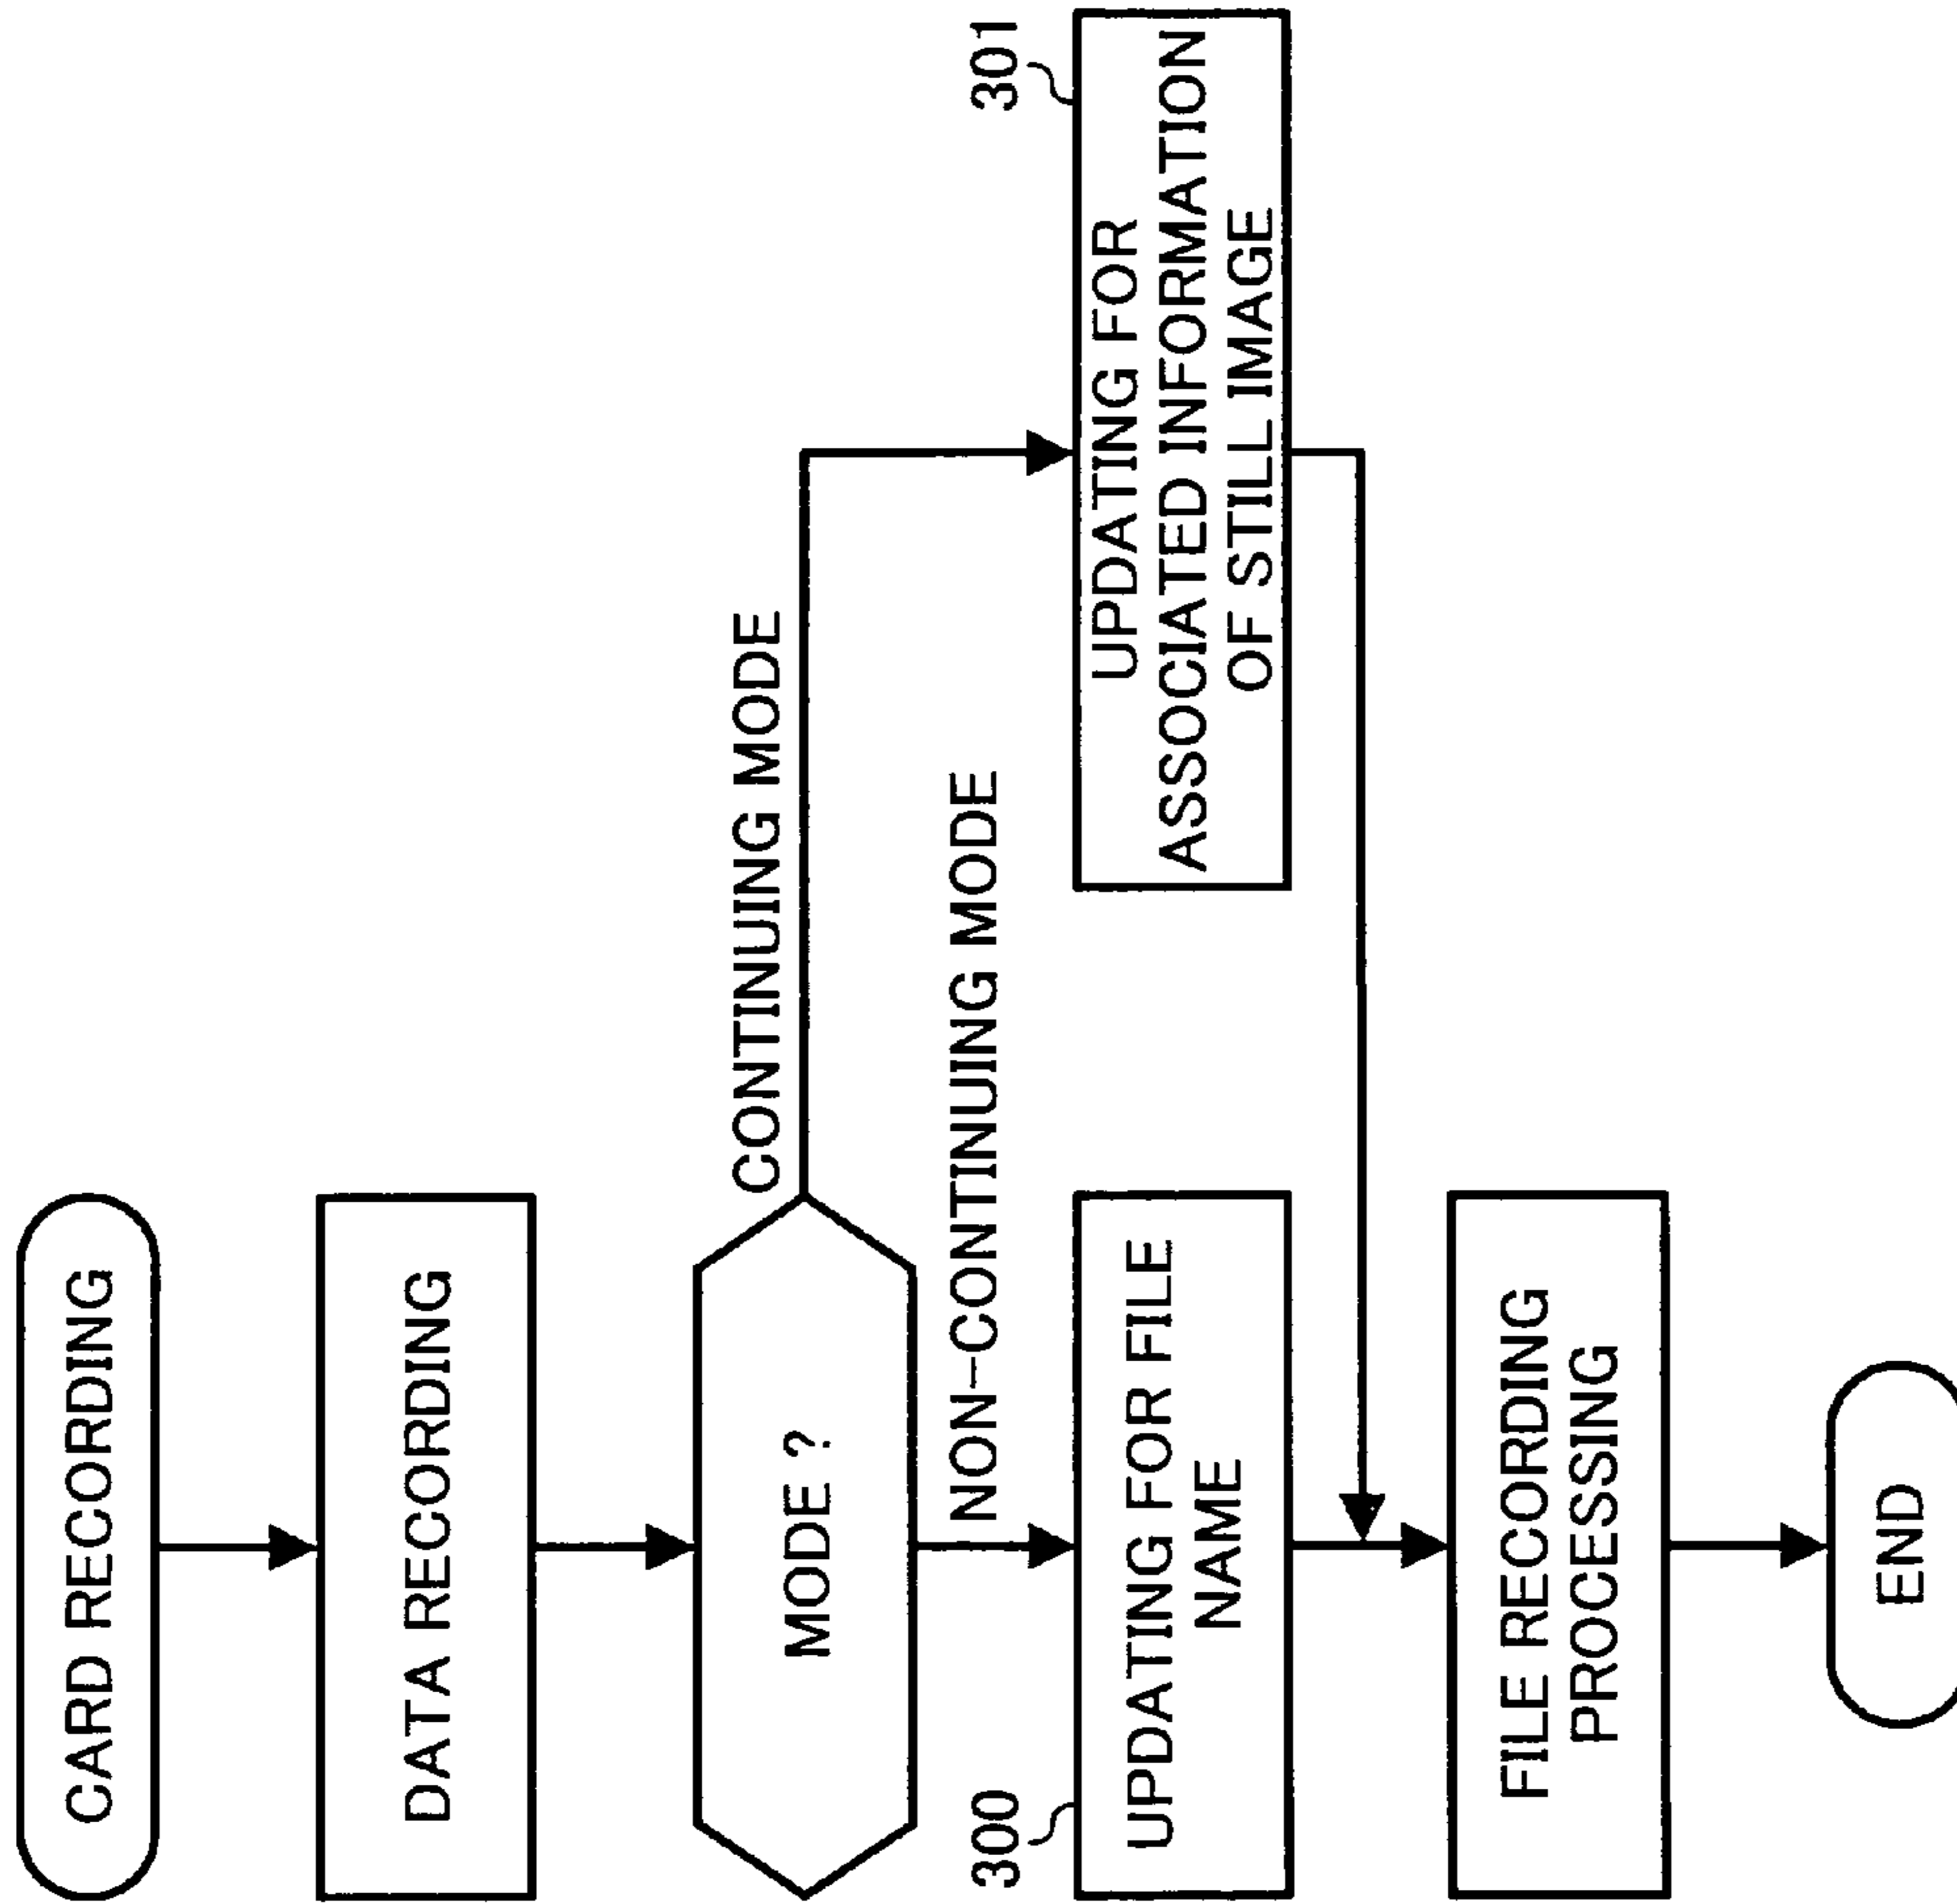 CARD RECORDING
DATA RECORDING
MODE ?
CONTINUING MODE
NON-CONTINUING MODE
300
UPDATING FOR FILE
NAME
301
UPDATING FOR
ASSOCIATED INFORMATION
OF STILL IMAGE
FILE RECORDING
PROCESSING
END